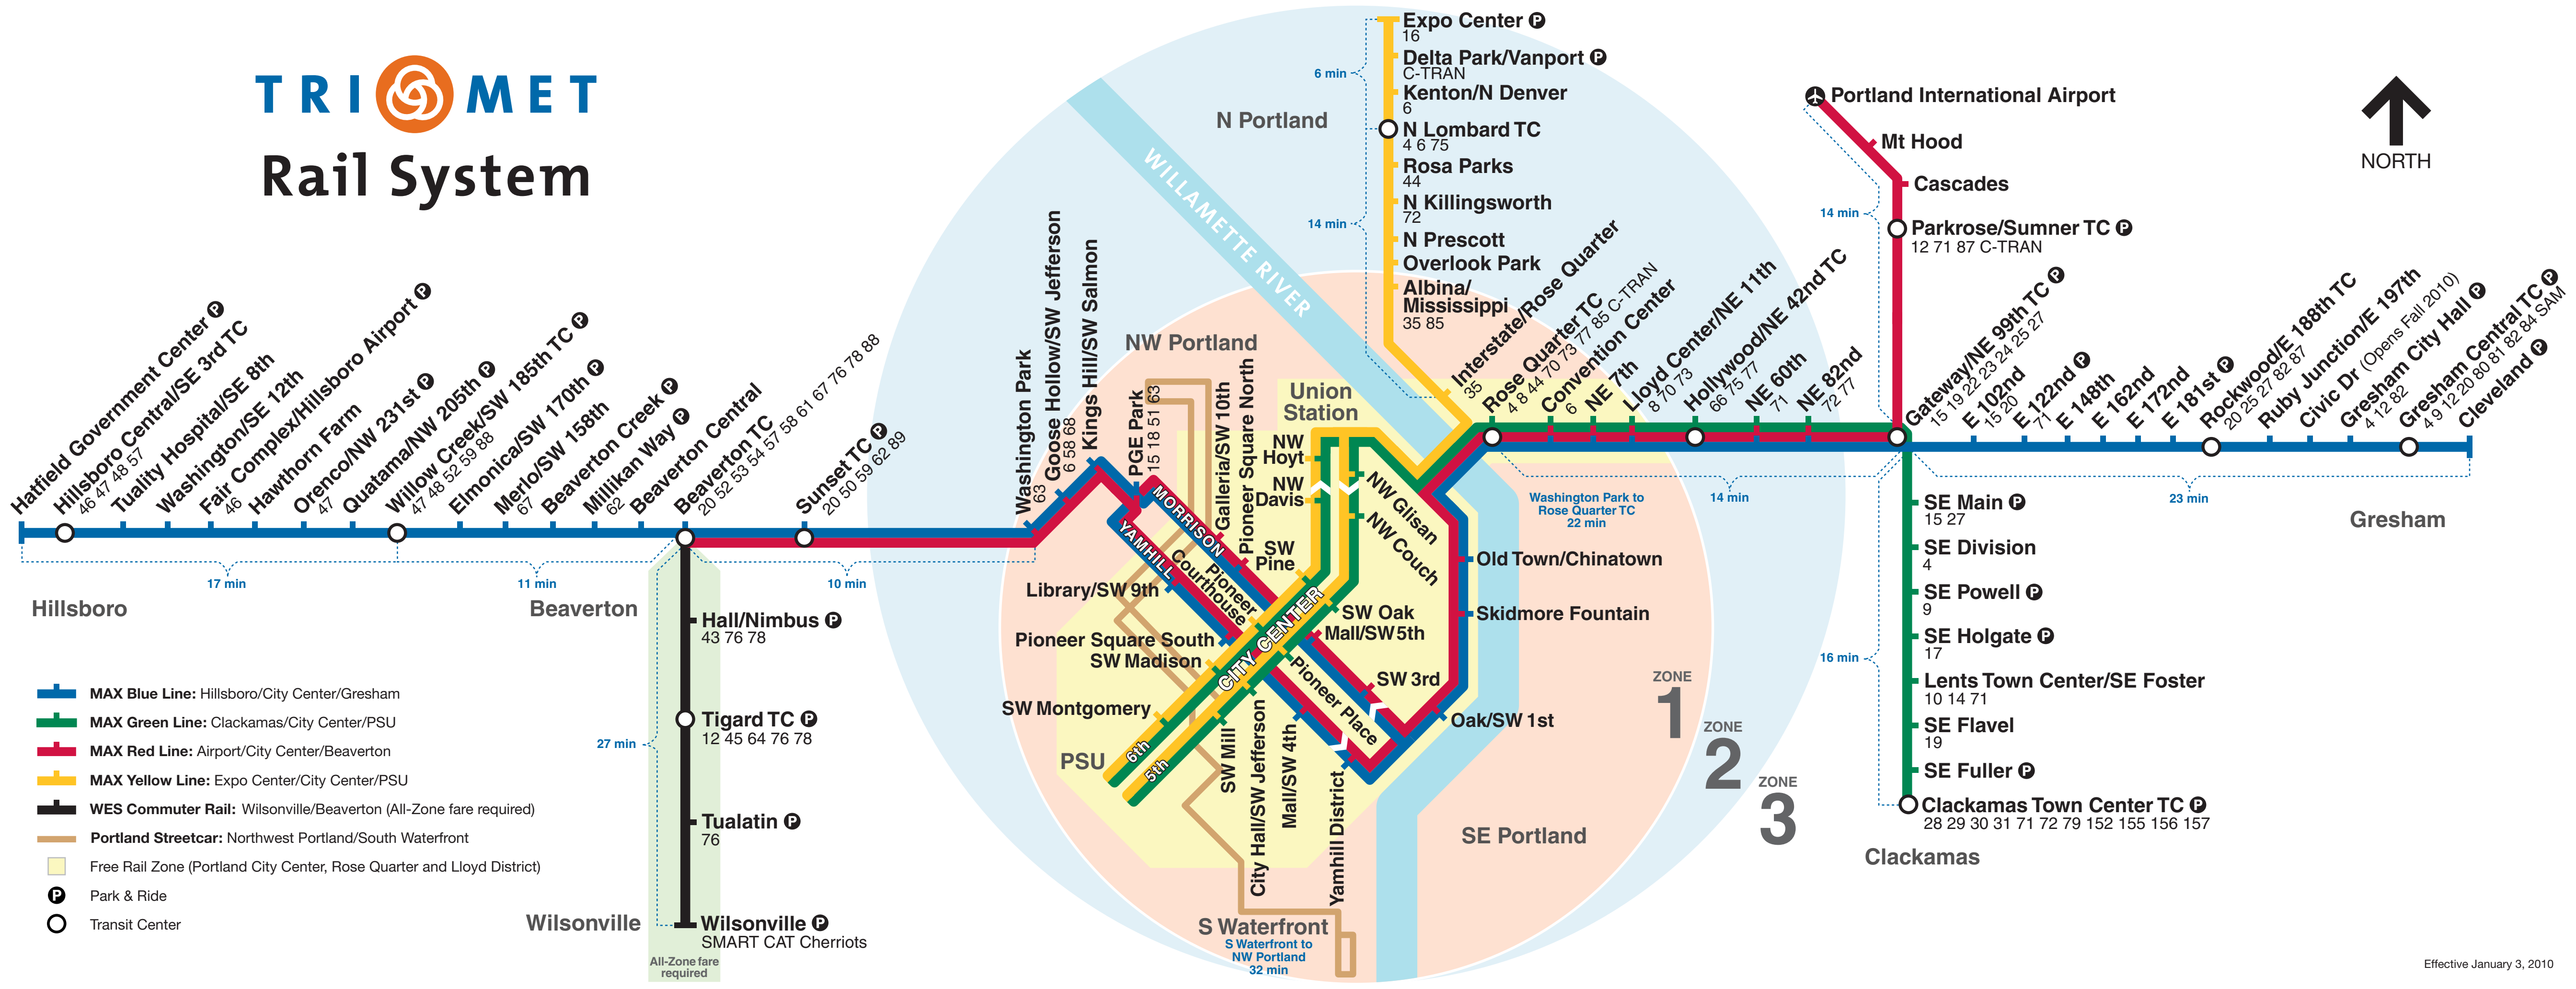 TRI MET
Rail System
NORTH
Hatfield Government Center P
Hillsboro Central/SE 3rd TC
46 47 48 57
Tuality Hospital/SE 8th
Washington/SE 12th
Fair Complex/Hillsboro Airport P
46
Hawthorn Farm
Orenco/NW 231st P
47
Quatama/NW 205th P
Willow Creek/SW 185th TC P
47 48 52 59 88
Elmonica/SW 170th P
Merlo/SW 158th
67
Beaverton Creek P
Millikan Way P
62
Beaverton Central
Beaverton TC
20 52 53 54 57 58 61 67 76 78 88
Sunset TC P
20 50 59 62 89
Washington Park
63
Goose Hollow/SW Jefferson
6 58 68
Kings Hill/SW Salmon
PGE Park
15 18 51 63
Galleria/SW 10th
Pioneer Square North
17 min
11 min
10 min
Hillsboro
Beaverton
Hall/Nimbus P
43 76 78
Tigard TC P
12 45 64 76 78
27 min
Tualatin P
76
Wilsonville
Wilsonville P
SMART CAT Cherriots
All-Zone fare
required
MAX Blue Line: Hillsboro/City Center/Gresham
MAX Green Line: Clackamas/City Center/PSU
MAX Red Line: Airport/City Center/Beaverton
MAX Yellow Line: Expo Center/City Center/PSU
WES Commuter Rail: Wilsonville/Beaverton (All-Zone fare required)
Portland Streetcar: Northwest Portland/South Waterfront
Free Rail Zone (Portland City Center, Rose Quarter and Lloyd District)
P Park & Ride
Transit Center
Expo Center P
16
Delta Park/Vanport P
C-TRAN
Kenton/N Denver
6
N Lombard TC
4 6 75
Rosa Parks
44
N Killingsworth
72
N Prescott
Overlook Park
Albina/
Mississippi
35 85
6 min
14 min
N Portland
WILLAMETTE RIVER
NW Portland
Union
Station
NW
Hoyt
NW
Davis
NW Glisan
NW Couch
SW
Pine
MORRISON
YAMHILL
Pioneer
Courthouse
Library/SW 9th
Pioneer Square South
SW Madison
SW Montgomery
CITY CENTER
SW Oak
Mall/SW 5th
SW 3rd
Pioneer Place
Old Town/Chinatown
Skidmore Fountain
Oak/SW 1st
PSU
6th
5th
SW Mill
City Hall/SW Jefferson
Mall/SW 4th
Yamhill District
S Waterfront
S Waterfront to
NW Portland
32 min
SE Portland
ZONE
1
ZONE
2
ZONE
3
Interstate/Rose Quarter
35
Rose Quarter TC
4 8 44 70 73 77 85 C-TRAN
Convention Center
6
NE 7th
Lloyd Center/NE 11th
8 70 73
Hollywood/NE 42nd TC
66 75 77
NE 60th
71
NE 82nd
72 77
Washington Park to
Rose Quarter TC
22 min
14 min
Portland International Airport
Mt Hood
Cascades
Parkrose/Sumner TC P
12 71 87 C-TRAN
14 min
Gateway/NE 99th TC P
15 19 22 23 24 25 27
E 102nd
15 20
E 122nd P
71
E 148th
E 162nd
E 172nd
E 181st P
Rockwood/E 188th TC
20 25 27 82 87
Ruby Junction/E 197th
Civic Dr (Opens Fall 2010)
Gresham City Hall P
4 12 82
Gresham Central TC P
4 9 12 20 80 81 82 84 SAM
Cleveland P
23 min
Gresham
SE Main P
15 27
SE Division
4
SE Powell P
9
SE Holgate P
17
Lents Town Center/SE Foster
10 14 71
SE Flavel
19
SE Fuller P
Clackamas Town Center TC P
28 29 30 31 71 72 79 152 155 156 157
16 min
Clackamas
Effective January 3, 2010